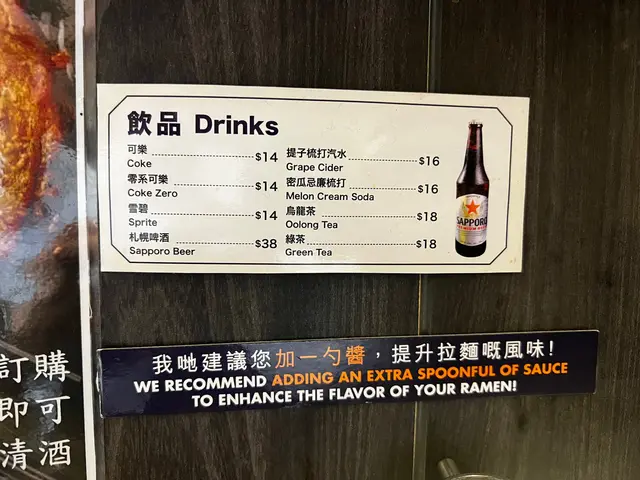 飲品 Drinks
可樂 $14
Coke
零系可樂 $14
Coke Zero
雪碧 $14
Sprite
札幌啤酒 $38
Sapporo Beer
提子梳打汽水 $16
Grape Cider
密瓜忌廉梳打 $16
Melon Cream Soda
烏龍茶 $18
Oolong Tea
綠茶 $18
Green Tea
SAPPORO
我哋建議您加一勺醬，提升拉麵嘅風味！
WE RECOMMEND ADDING AN EXTRA SPOONFUL OF SAUCE
TO ENHANCE THE FLAVOR OF YOUR RAMEN!
訂購
即可
清酒